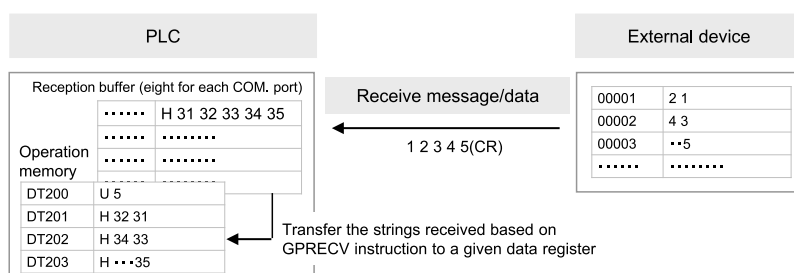 PLC
External device
Reception buffer (eight for each COM. port)
•••••• H 31 32 33 34 35
•••••• ••••••••
•••••• ••••••••
•••••• ••••••••
Operation
memory
DT200 U 5
DT201 H 32 31
DT202 H 34 33
DT203 H •••35
Receive message/data
1 2 3 4 5(CR)
Transfer the strings received based on
GPRECV instruction to a given data register
00001 2 1
00002 4 3
00003 ••5
•••••• ••••••••